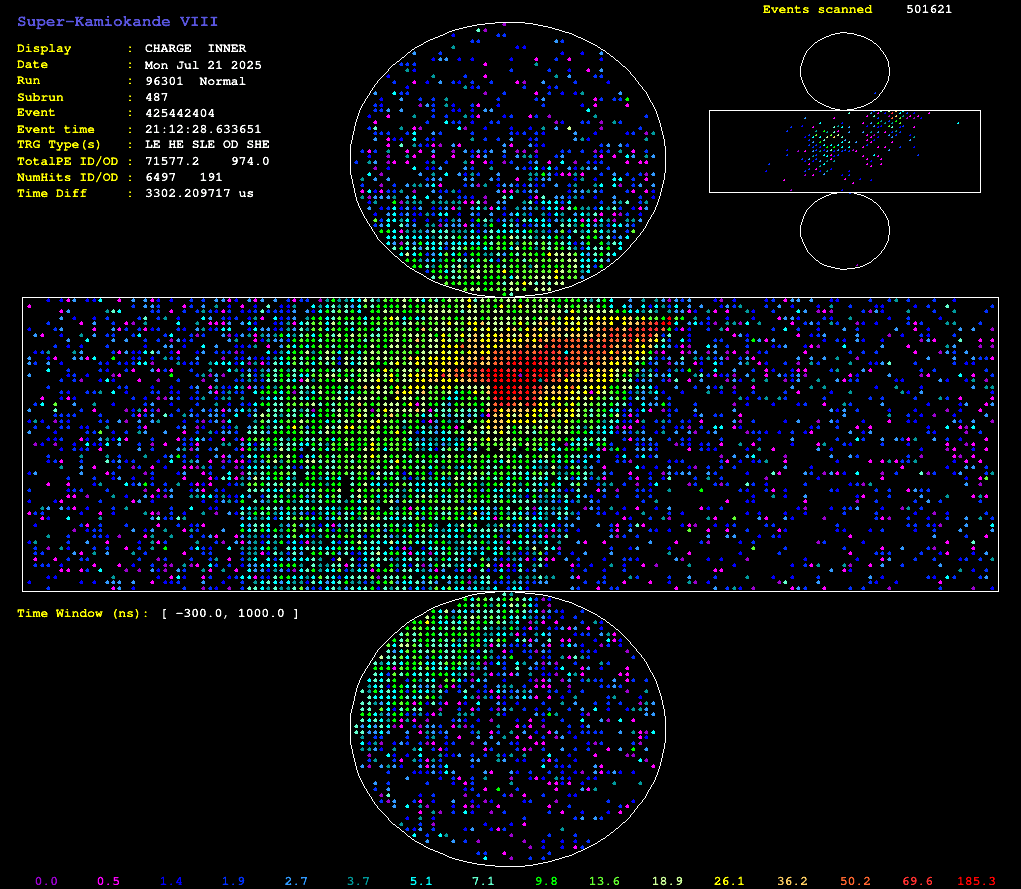 Super-Kamiokande VIII
Events scanned 501621
Display : CHARGE INNER
Date : Mon Jul 21 2025
Run : 96301 Normal
Subrun : 487
Event : 425442404
Event time : 21:12:28.633651
TRG Type(s) : LE HE SLE OD SHE
TotalPE ID/OD : 71577.2 974.0
NumHits ID/OD : 6497 191
Time Diff : 3302.209717 us
Time Window (ns): [ -300.0, 1000.0 ]
0.0 0.5 1.4 1.9 2.7 3.7 5.1 7.1 9.8 13.6 18.9 26.1 36.2 50.2 69.6 185.3